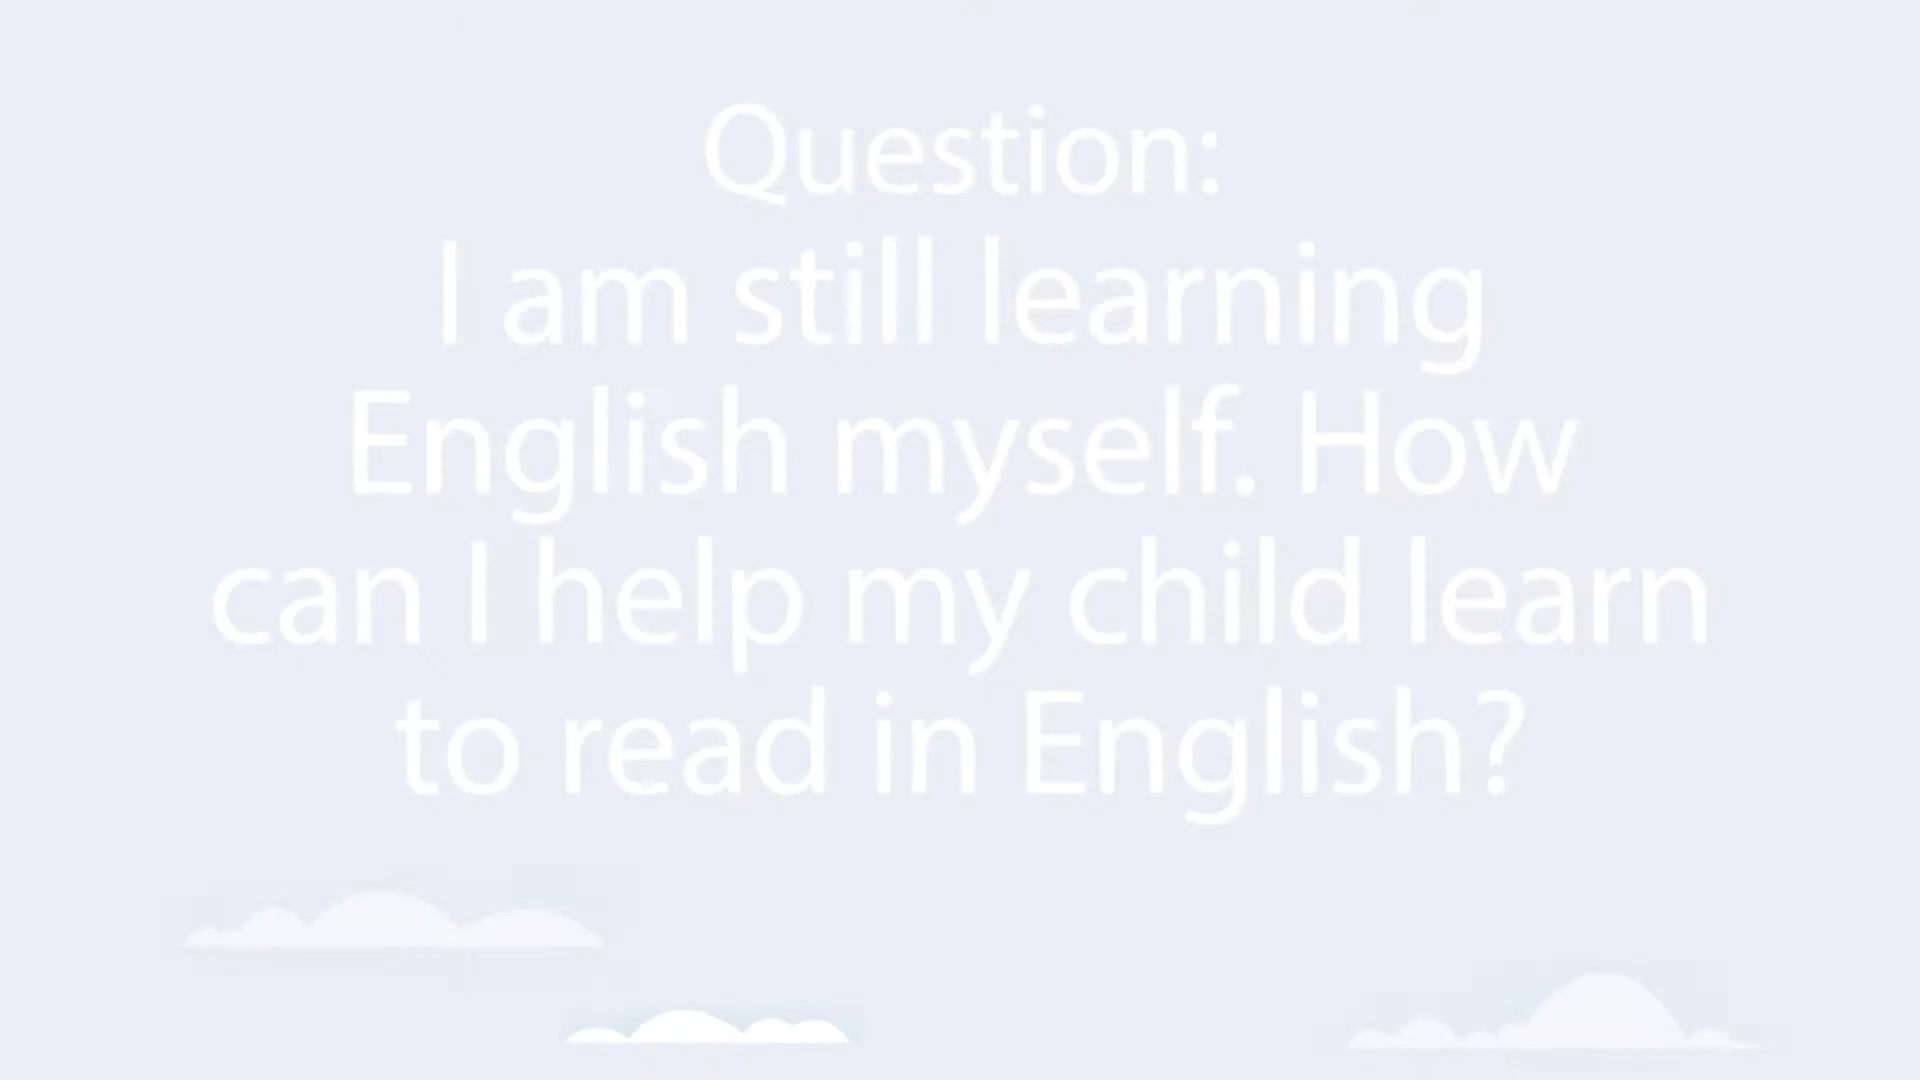 Question:
I am still learning
English myself. How
can I help my child learn
to read in English?